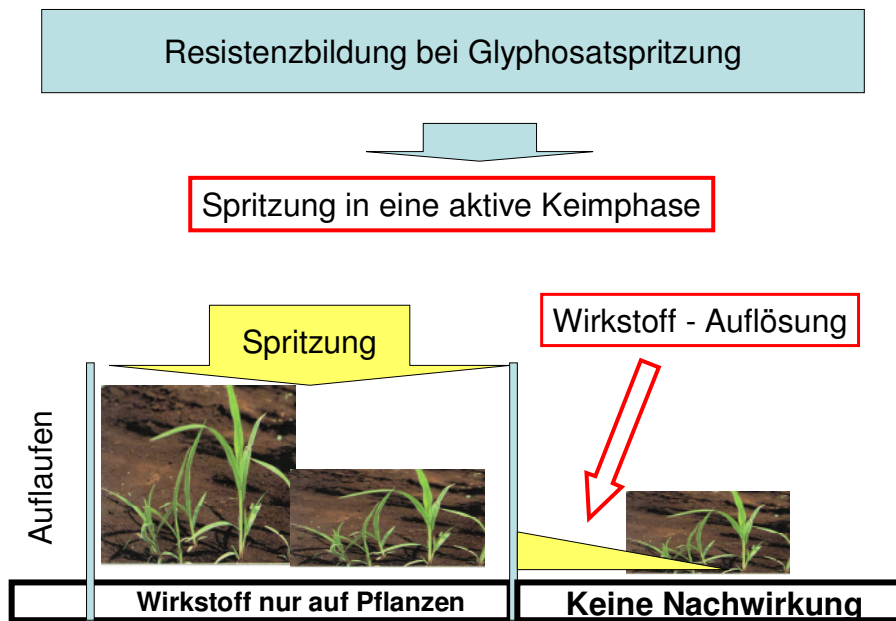 Resistenzbildung bei Glyphosatspritzung
Spritzung in eine aktive Keimphase
Wirkstoff - Auflösung
Spritzung
Auflaufen
Wirkstoff nur auf Pflanzen
Keine Nachwirkung